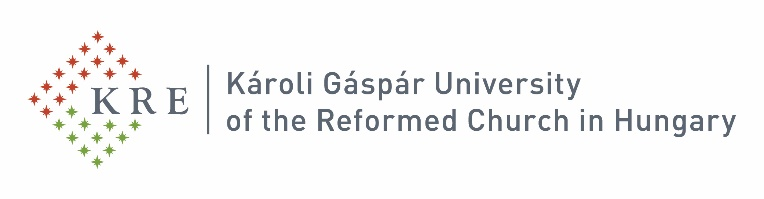 KRE
Károli Gáspár University
of the Reformed Church in Hungary